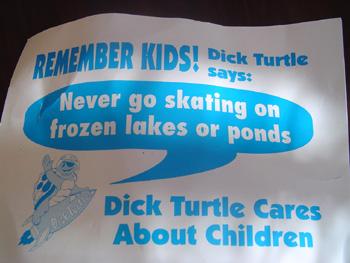 REMEMBER KIDS! Dick Turtle
says:
Never go skating on
frozen lakes or ponds
Dick Turtle Cares
About Children